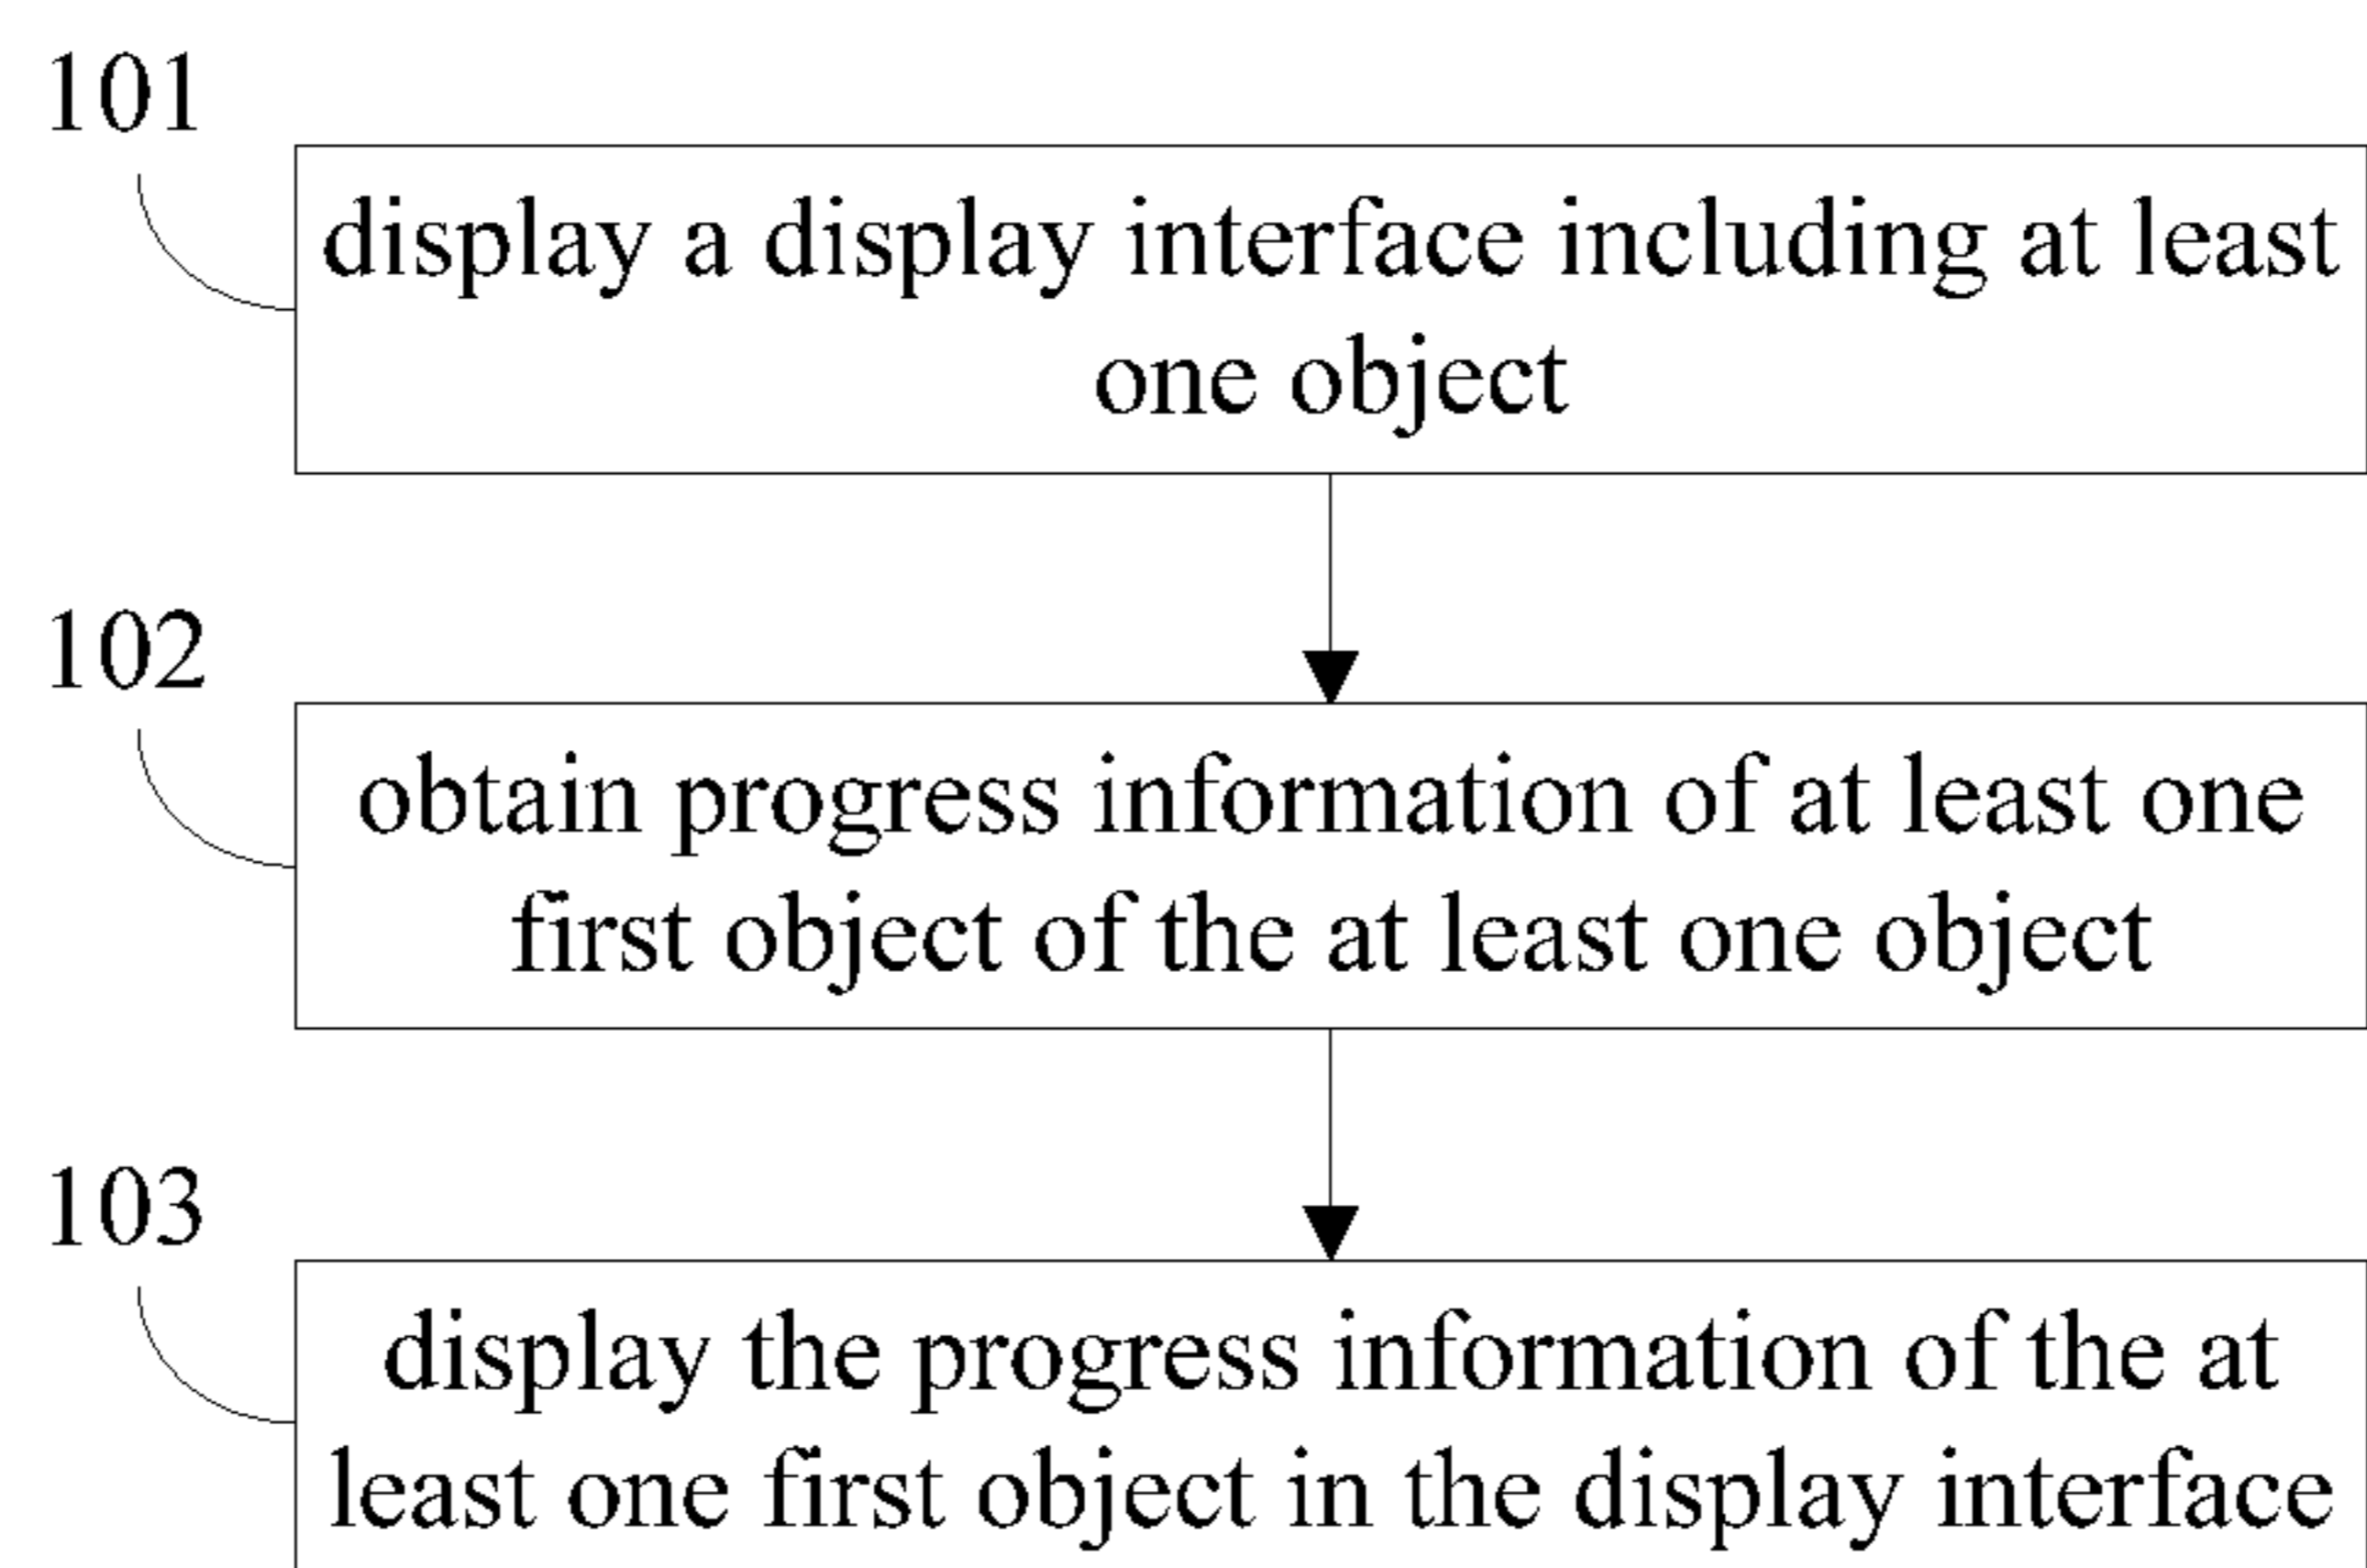 101
display a display interface including at least
one object
102
obtain progress information of at least one
first object of the at least one object
103
display the progress information of the at
least one first object in the display interface